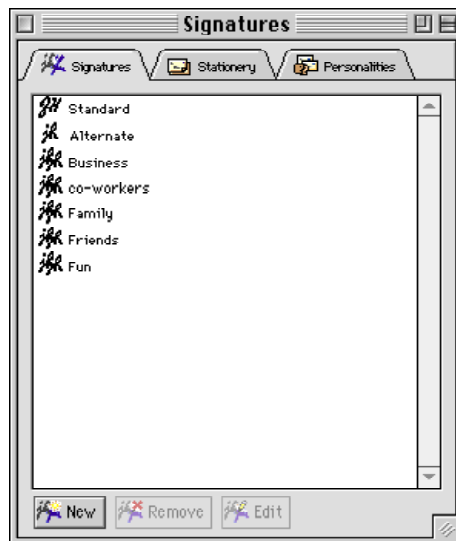 Signatures
Signatures Stationery Personalities
Standard
Alternate
Business
co-workers
Family
Friends
Fun
New Remove Edit